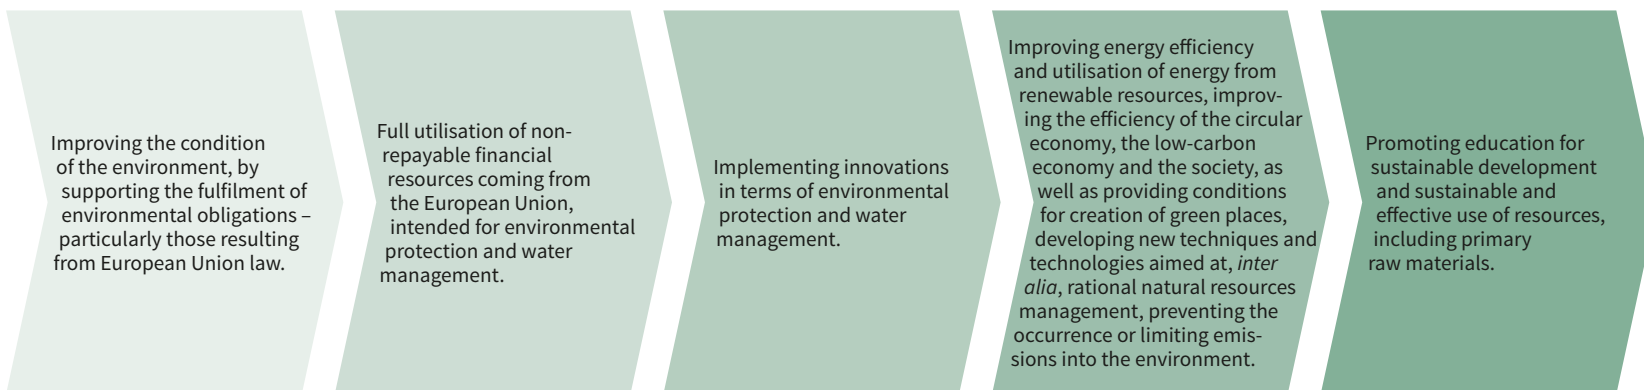 Improving the condition
of the environment, by
supporting the fulfilment of
environmental obligations –
particularly those resulting
from European Union law.
Full utilisation of non-
repayable financial
resources coming from
the European Union,
intended for environmental
protection and water
management.
Implementing innovations
in terms of environmental
protection and water
management.
Improving energy efficiency
and utilisation of energy from
renewable resources, improv-
ing the efficiency of the circular
economy, the low-carbon
economy and the society, as
well as providing conditions
for creation of green places,
developing new techniques and
technologies aimed at, inter
alia, rational natural resources
management, preventing the
occurrence or limiting emis-
sions into the environment.
Promoting education for
sustainable development
and sustainable and
effective use of resources,
including primary
raw materials.